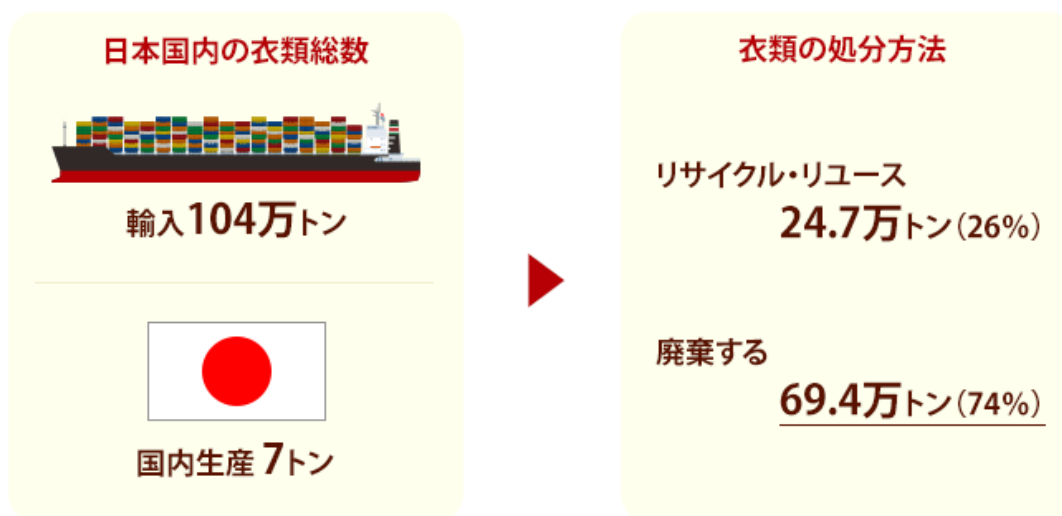 日本国内の衣類総数
輸入104万トン
国内生産 7トン
衣類の処分方法
リサイクル・リユース
24.7万トン(26%)
廃棄する
69.4万トン(74%)